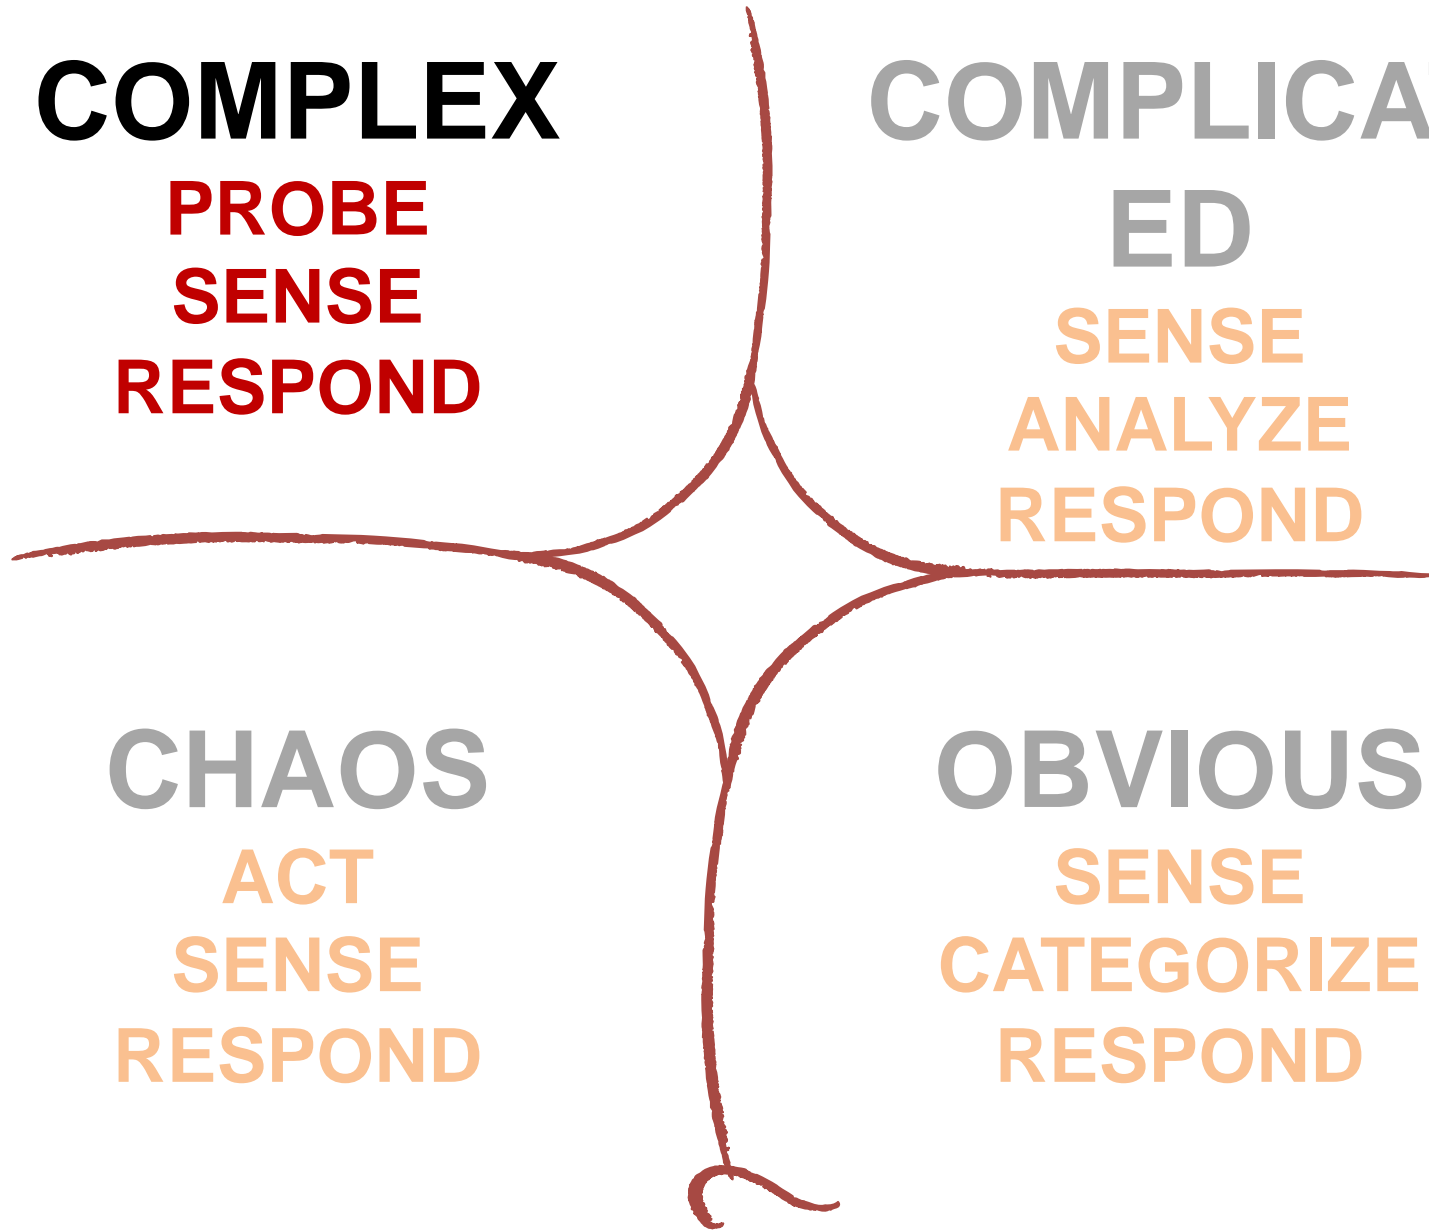 COMPLEX
PROBE
SENSE
RESPOND
COMPLICA
ED
SENSE
ANALYZE
RESPOND
CHAOS
ACT
SENSE
RESPOND
OBVIOUS
SENSE
CATEGORIZE
RESPOND